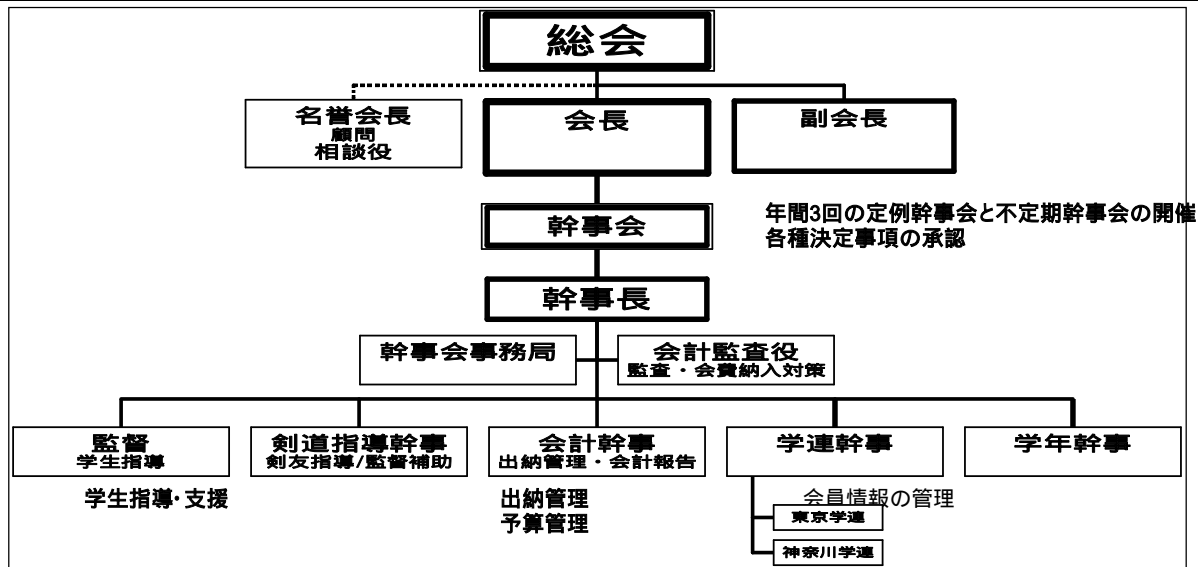 総会
名誉会長
顧問
相談役
会長
副会長
幹事会
年間3回の定例幹事会と不定期幹事会の開催
各種決定事項の承認
幹事長
幹事会事務局
会計監査役
監査・会費納入対策
監督
学生指導
剣道指導幹事
剣友指導/監督補助
会計幹事
出納管理・会計報告
学連幹事
学年幹事
学生指導・支援
出納管理
予算管理
会員情報の管理
東京学連
神奈川学連